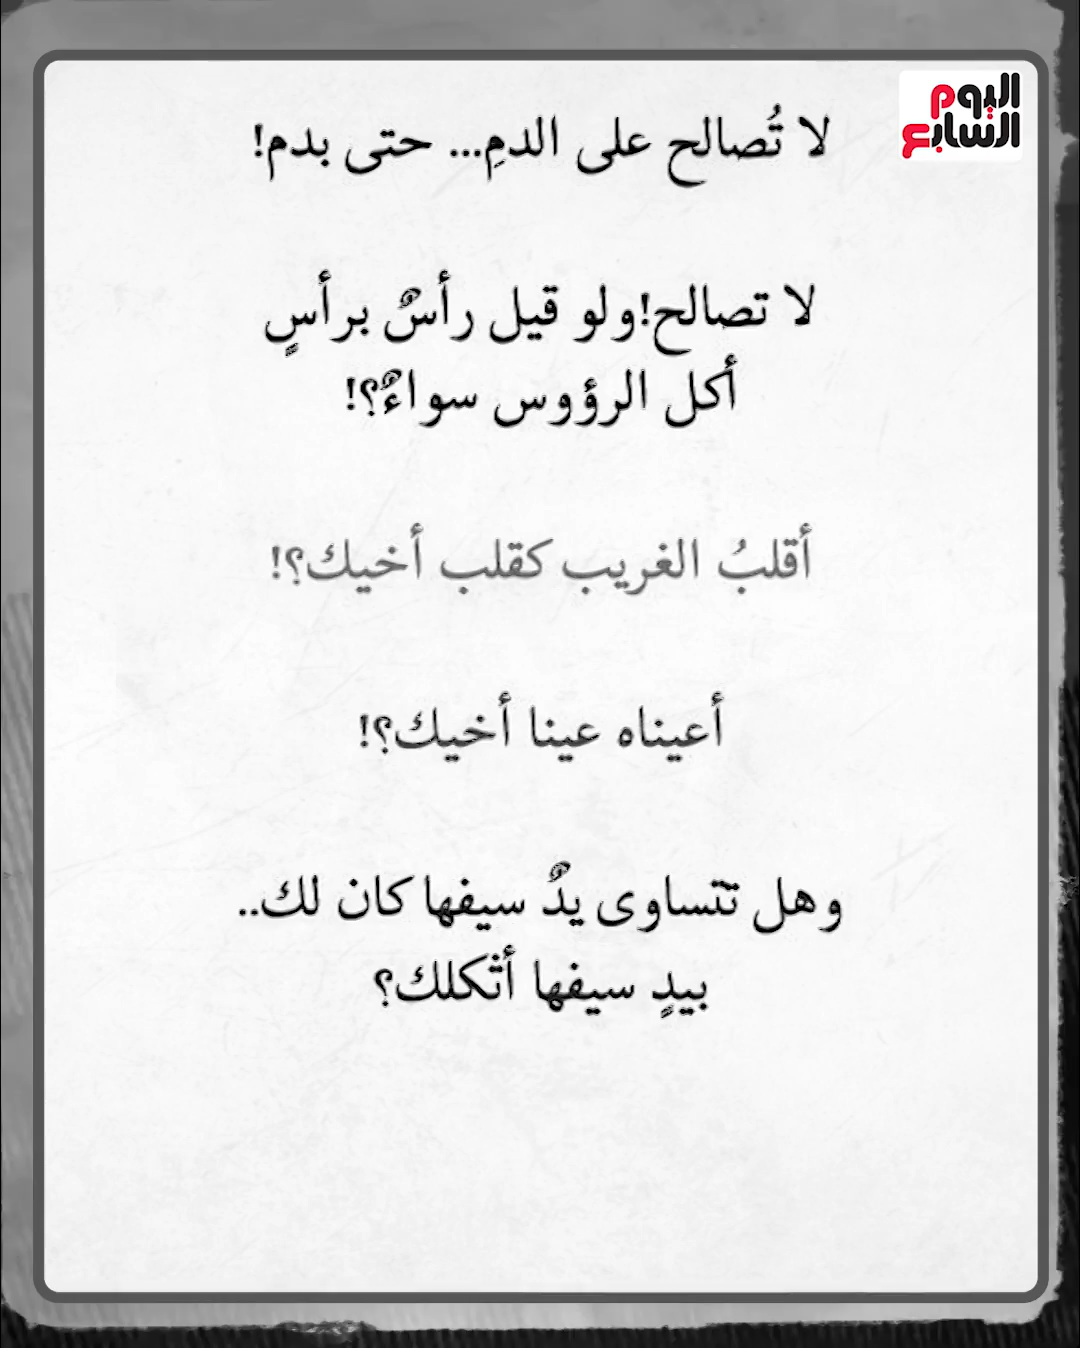 اليوم
السابع
لا تُصالح على الدمِ... حتى بدم!
لا تصالح!ولو قيل رأسٌ برأسٍ
أكل الرؤوس سواءٌ؟!
أقلبُ الغريب كقلب أخيك؟!
أعيناه عينا أخيك؟!
وهل تتساوى يدٌ سيفها كان لك..
بيدٍ سيفها أثكلك؟